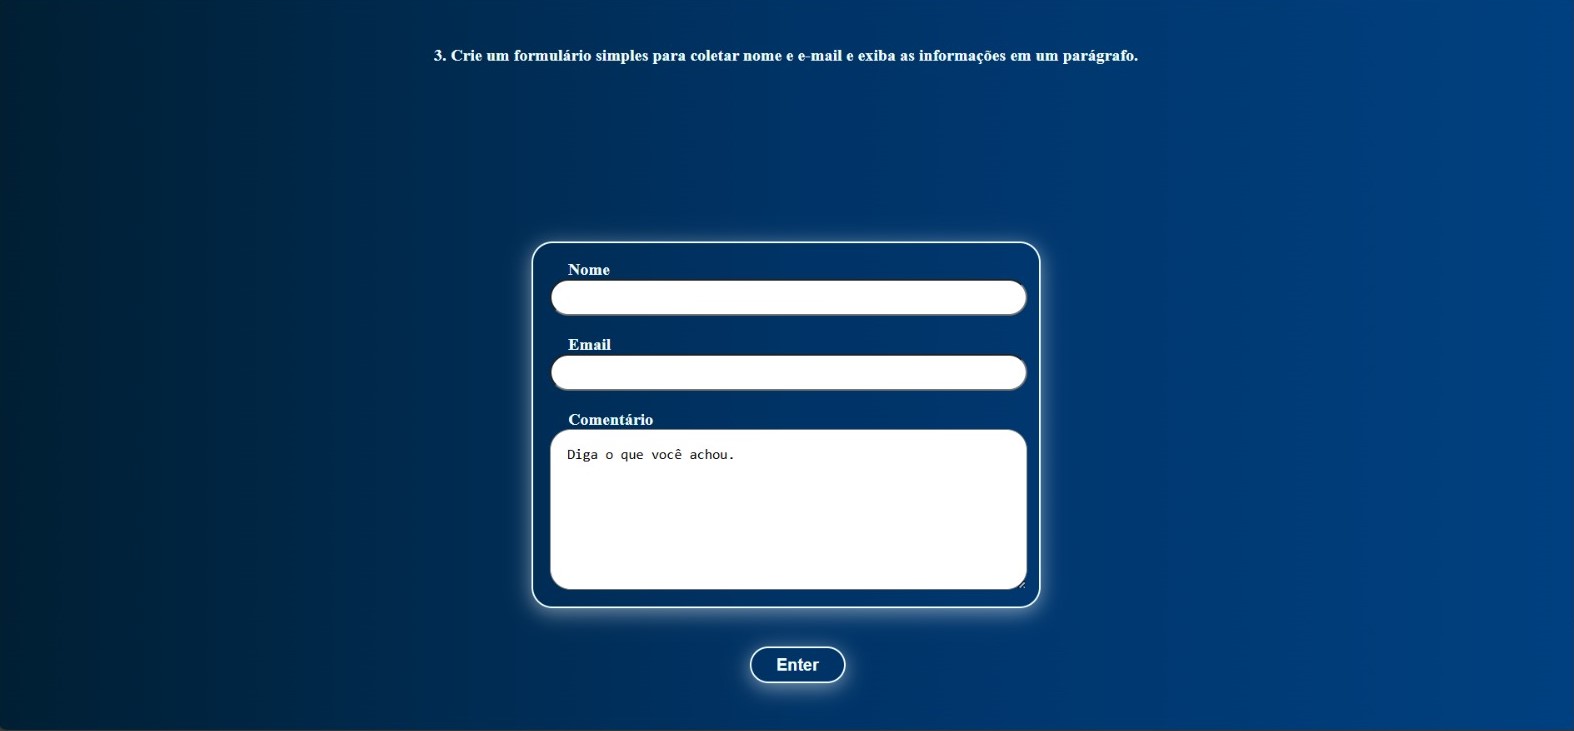 3. Crie um formulário simples para coletar nome e e-mail e exiba as informações em um parágrafo.
Nome
Email
Comentário
Diga o que você achou.
Enter